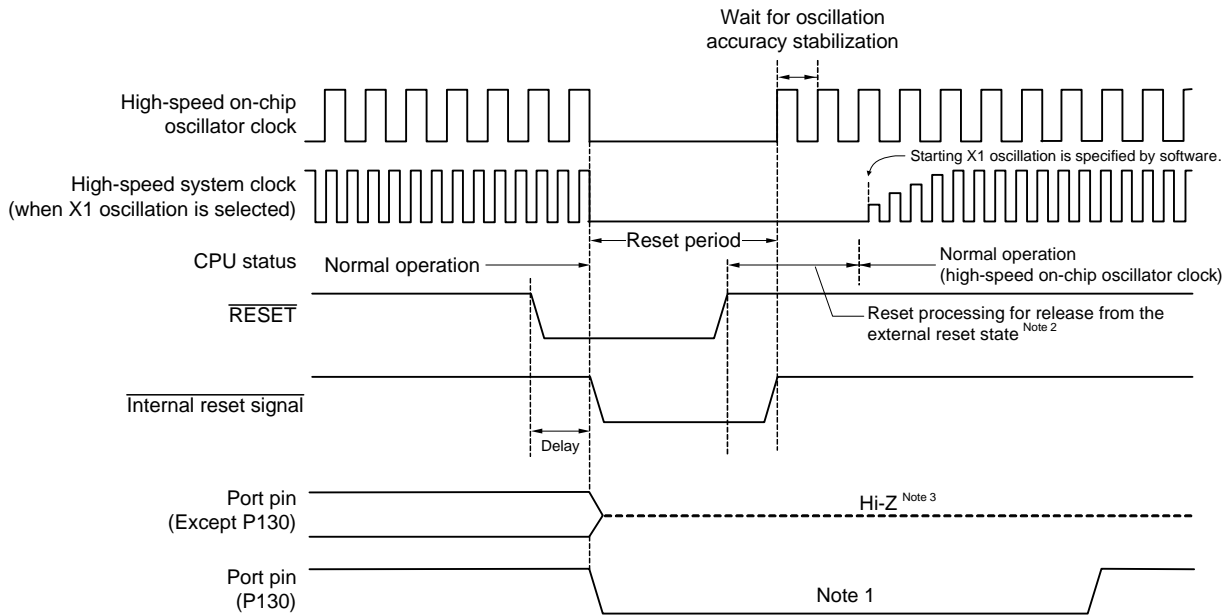 Wait for oscillation
accuracy stabilization
High-speed on-chip
oscillator clock
Starting X1 oscillation is specified by software.
High-speed system clock
(when X1 oscillation is selected)
Reset period
CPU status
Normal operation
Normal operation
(high-speed on-chip oscillator clock)
RESET
Reset processing for release from the
external reset state Note 2
Internal reset signal
Delay
Port pin
(Except P130)
Hi-Z Note 3
Port pin
(P130)
Note 1